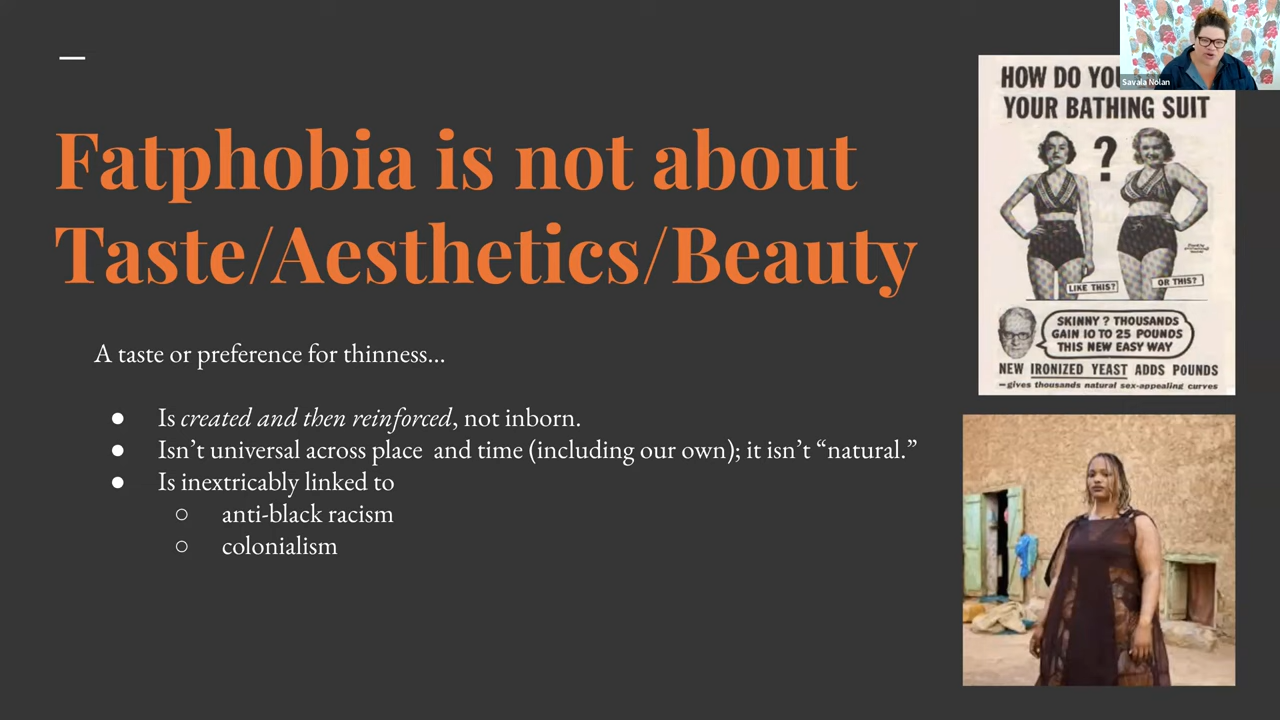 Fatphobia is not about
Taste/Aesthetics/Beauty
A taste or preference for thinness...
● Is created and then reinforced, not inborn.
● Isn’t universal across place and time (including our own); it isn’t “natural.”
● Is inextricably linked to
○ anti-black racism
○ colonialism
Savala Nolan
HOW DO YOU
YOUR BATHING SUIT
?
LIKE THIS?
OR THIS?
SKINNY? THOUSANDS
GAIN 10 TO 25 POUNDS
THIS NEW EASY WAY
NEW IRONIZED YEAST ADDS POUNDS
—gives thousands natural sex-appealing curves